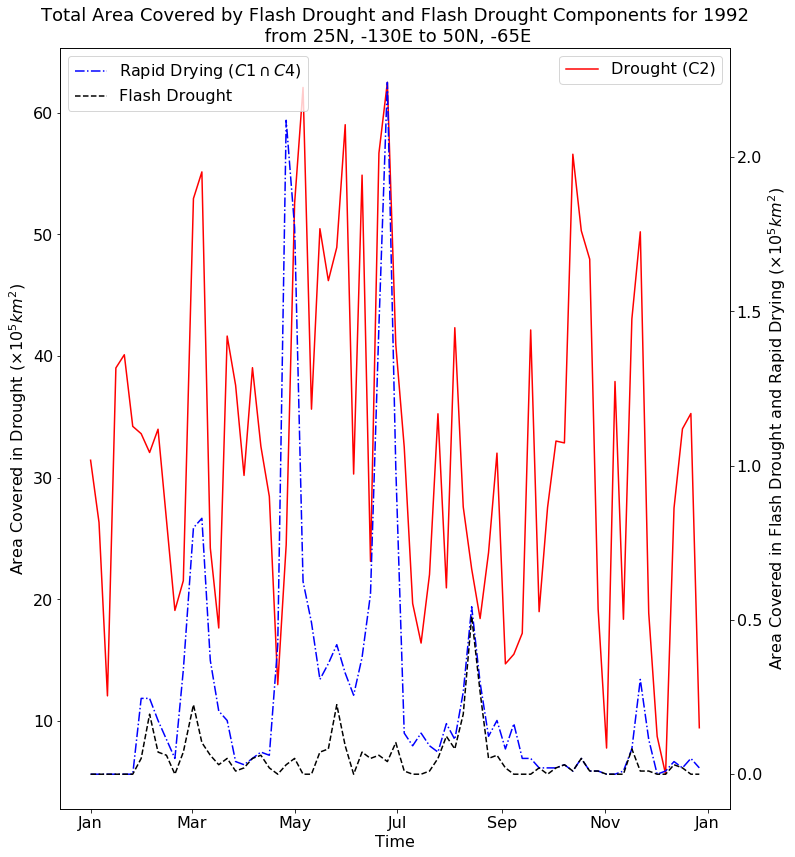 Total Area Covered by Flash Drought and Flash Drought Components for 1992
from 25N, -130E to 50N, -65E
Rapid Drying (C1 ∩ C4)
Flash Drought
Drought (C2)
Area Covered in Drought (×10⁵km²)
60
50
40
30
20
10
Area Covered in Flash Drought and Rapid Drying (×10⁵km²)
2.0
1.5
1.0
0.5
0.0
Jan Mar May Jul Sep Nov Jan
Time